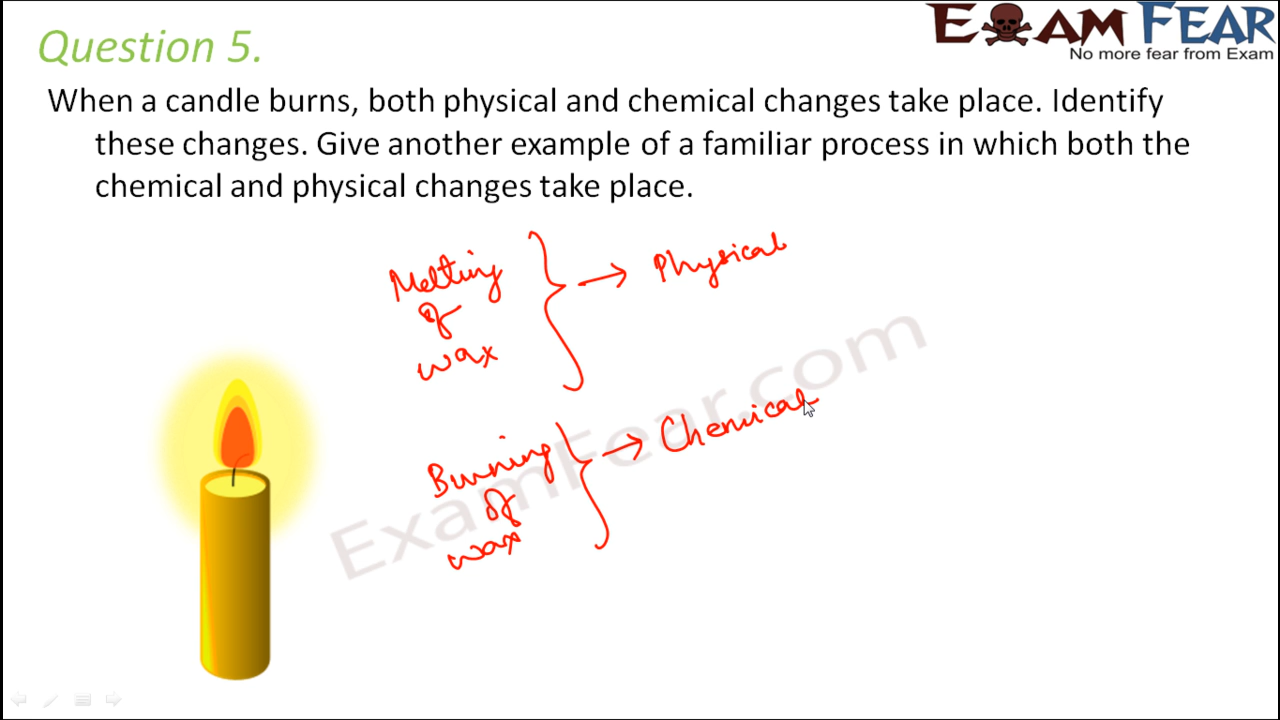 Question 5.
EXAM FEAR
No more fear from Exam
When a candle burns, both physical and chemical changes take place. Identify
these changes. Give another example of a familiar process in which both the
chemical and physical changes take place.
Melting
of
wax
→ Physical
Burning
of
wax
→ Chemical
ExamFear.com